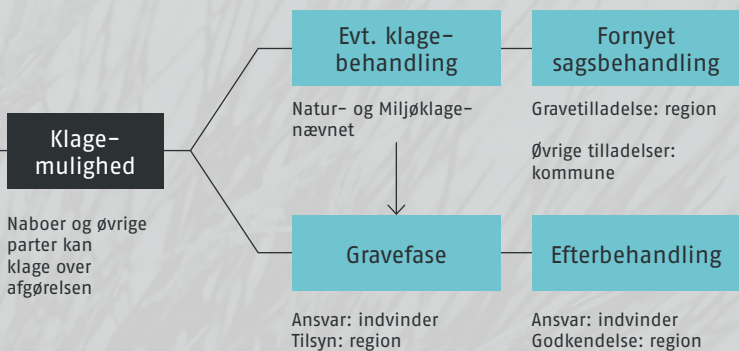 Klage-
mulighed
Naboer og øvrige
parter kan
klage over
afgørelsen
Evt. klage-
behandling
Natur- og Miljøklage-
nævnet
Fornyet
sagsbehandling
Gravetilladelse: region
Øvrige tilladelser:
kommune
Gravefase
Ansvar: indvinder
Tilsyn: region
Efterbehandling
Ansvar: indvinder
Godkendelse: region